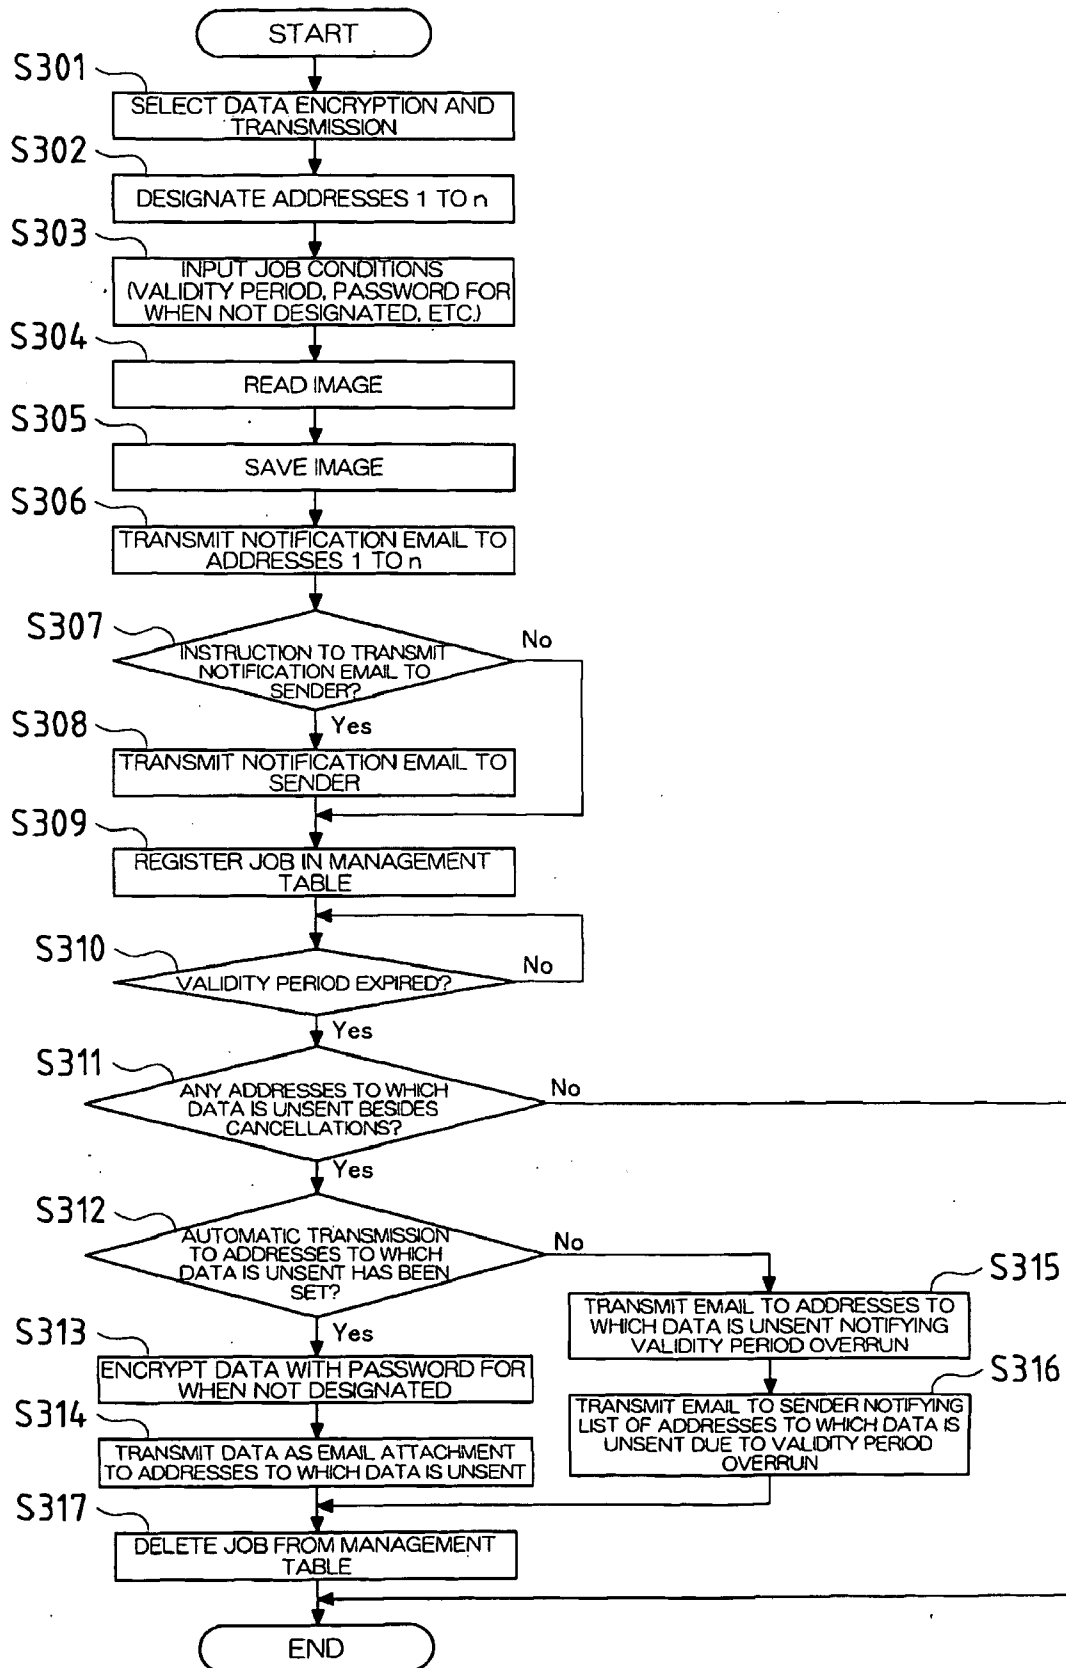 START
S301
SELECT DATA ENCRYPTION AND
TRANSMISSION
S302
DESIGNATE ADDRESSES 1 TO n
S303
INPUT JOB CONDITIONS
(VALIDITY PERIOD, PASSWORD FOR
WHEN NOT DESIGNATED, ETC.)
S304
READ IMAGE
S305
SAVE IMAGE
S306
TRANSMIT NOTIFICATION EMAIL TO
ADDRESSES 1 TO n
S307
INSTRUCTION TO TRANSMIT
NOTIFICATION EMAIL TO
SENDER?
No
Yes
S308
TRANSMIT NOTIFICATION EMAIL TO
SENDER
S309
REGISTER JOB IN MANAGEMENT
TABLE
S310
VALIDITY PERIOD EXPIRED?
No
Yes
S311
ANY ADDRESSES TO WHICH
DATA IS UNSENT BESIDES
CANCELLATIONS?
No
Yes
S312
AUTOMATIC TRANSMISSION
TO ADDRESSES TO WHICH
DATA IS UNSENT HAS BEEN
SET?
No
Yes
S315
TRANSMIT EMAIL TO ADDRESSES TO
WHICH DATA IS UNSENT NOTIFYING
VALIDITY PERIOD OVERRUN
S313
ENCRYPT DATA WITH PASSWORD FOR
WHEN NOT DESIGNATED
S316
TRANSMIT EMAIL TO SENDER NOTIFYING
LIST OF ADDRESSES TO WHICH DATA IS
UNSENT DUE TO VALIDITY PERIOD
OVERRUN
S314
TRANSMIT DATA AS EMAIL ATTACHMENT
TO ADDRESSES TO WHICH DATA IS UNSENT
S317
DELETE JOB FROM MANAGEMENT
TABLE
END